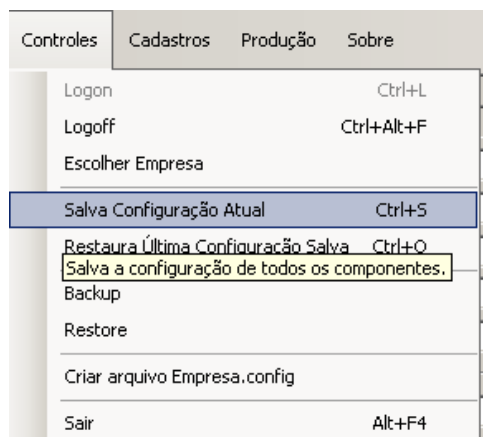 Controles Cadastros Produção Sobre
Logon Ctrl+L
Logoff Ctrl+Alt+F
Escolher Empresa
Salva Configuração Atual Ctrl+S
Restaura Última Configuração Salva Ctrl+O
Salva a configuração de todos os componentes.
Backup
Restore
Criar arquivo Empresa.config
Sair Alt+F4